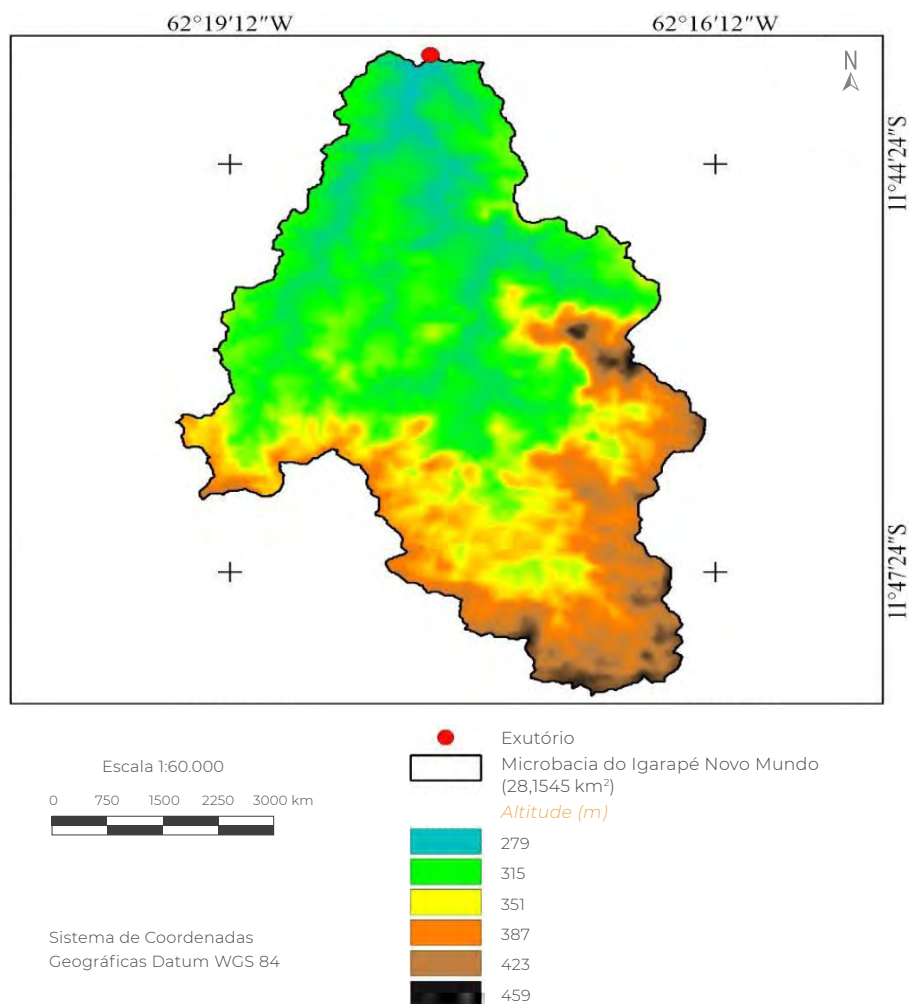 62°19′12″W
62°16′12″W
N
11°44′24″S
11°47′24″S
Exutório
Escala 1:60.000
Microbacia do Igarapé Novo Mundo
(28,1545 km²)
0 750 1500 2250 3000 km
Altitude (m)
279
315
351
387
423
459
Sistema de Coordenadas
Geográficas Datum WGS 84